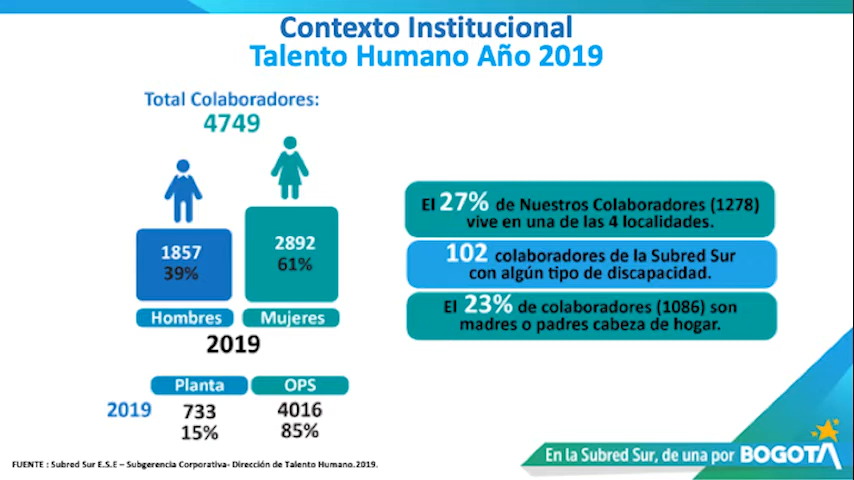 Contexto Institucional
Talento Humano Año 2019
Total Colaboradores:
4749
1857
39%
2892
61%
Hombres
Mujeres
2019
Planta
OPS
2019
733
4016
15%
85%
El 27% de Nuestros Colaboradores (1278)
vive en una de las 4 localidades.
102 colaboradores de la Subred Sur
con algún tipo de discapacidad.
El 23% de colaboradores (1086) son
madres o padres cabeza de hogar.
FUENTE : Subred Sur E.S.E – Subgerencia Corporativa- Dirección de Talento Humano.2019.
En la Subred Sur, de una por BOGOTÁ